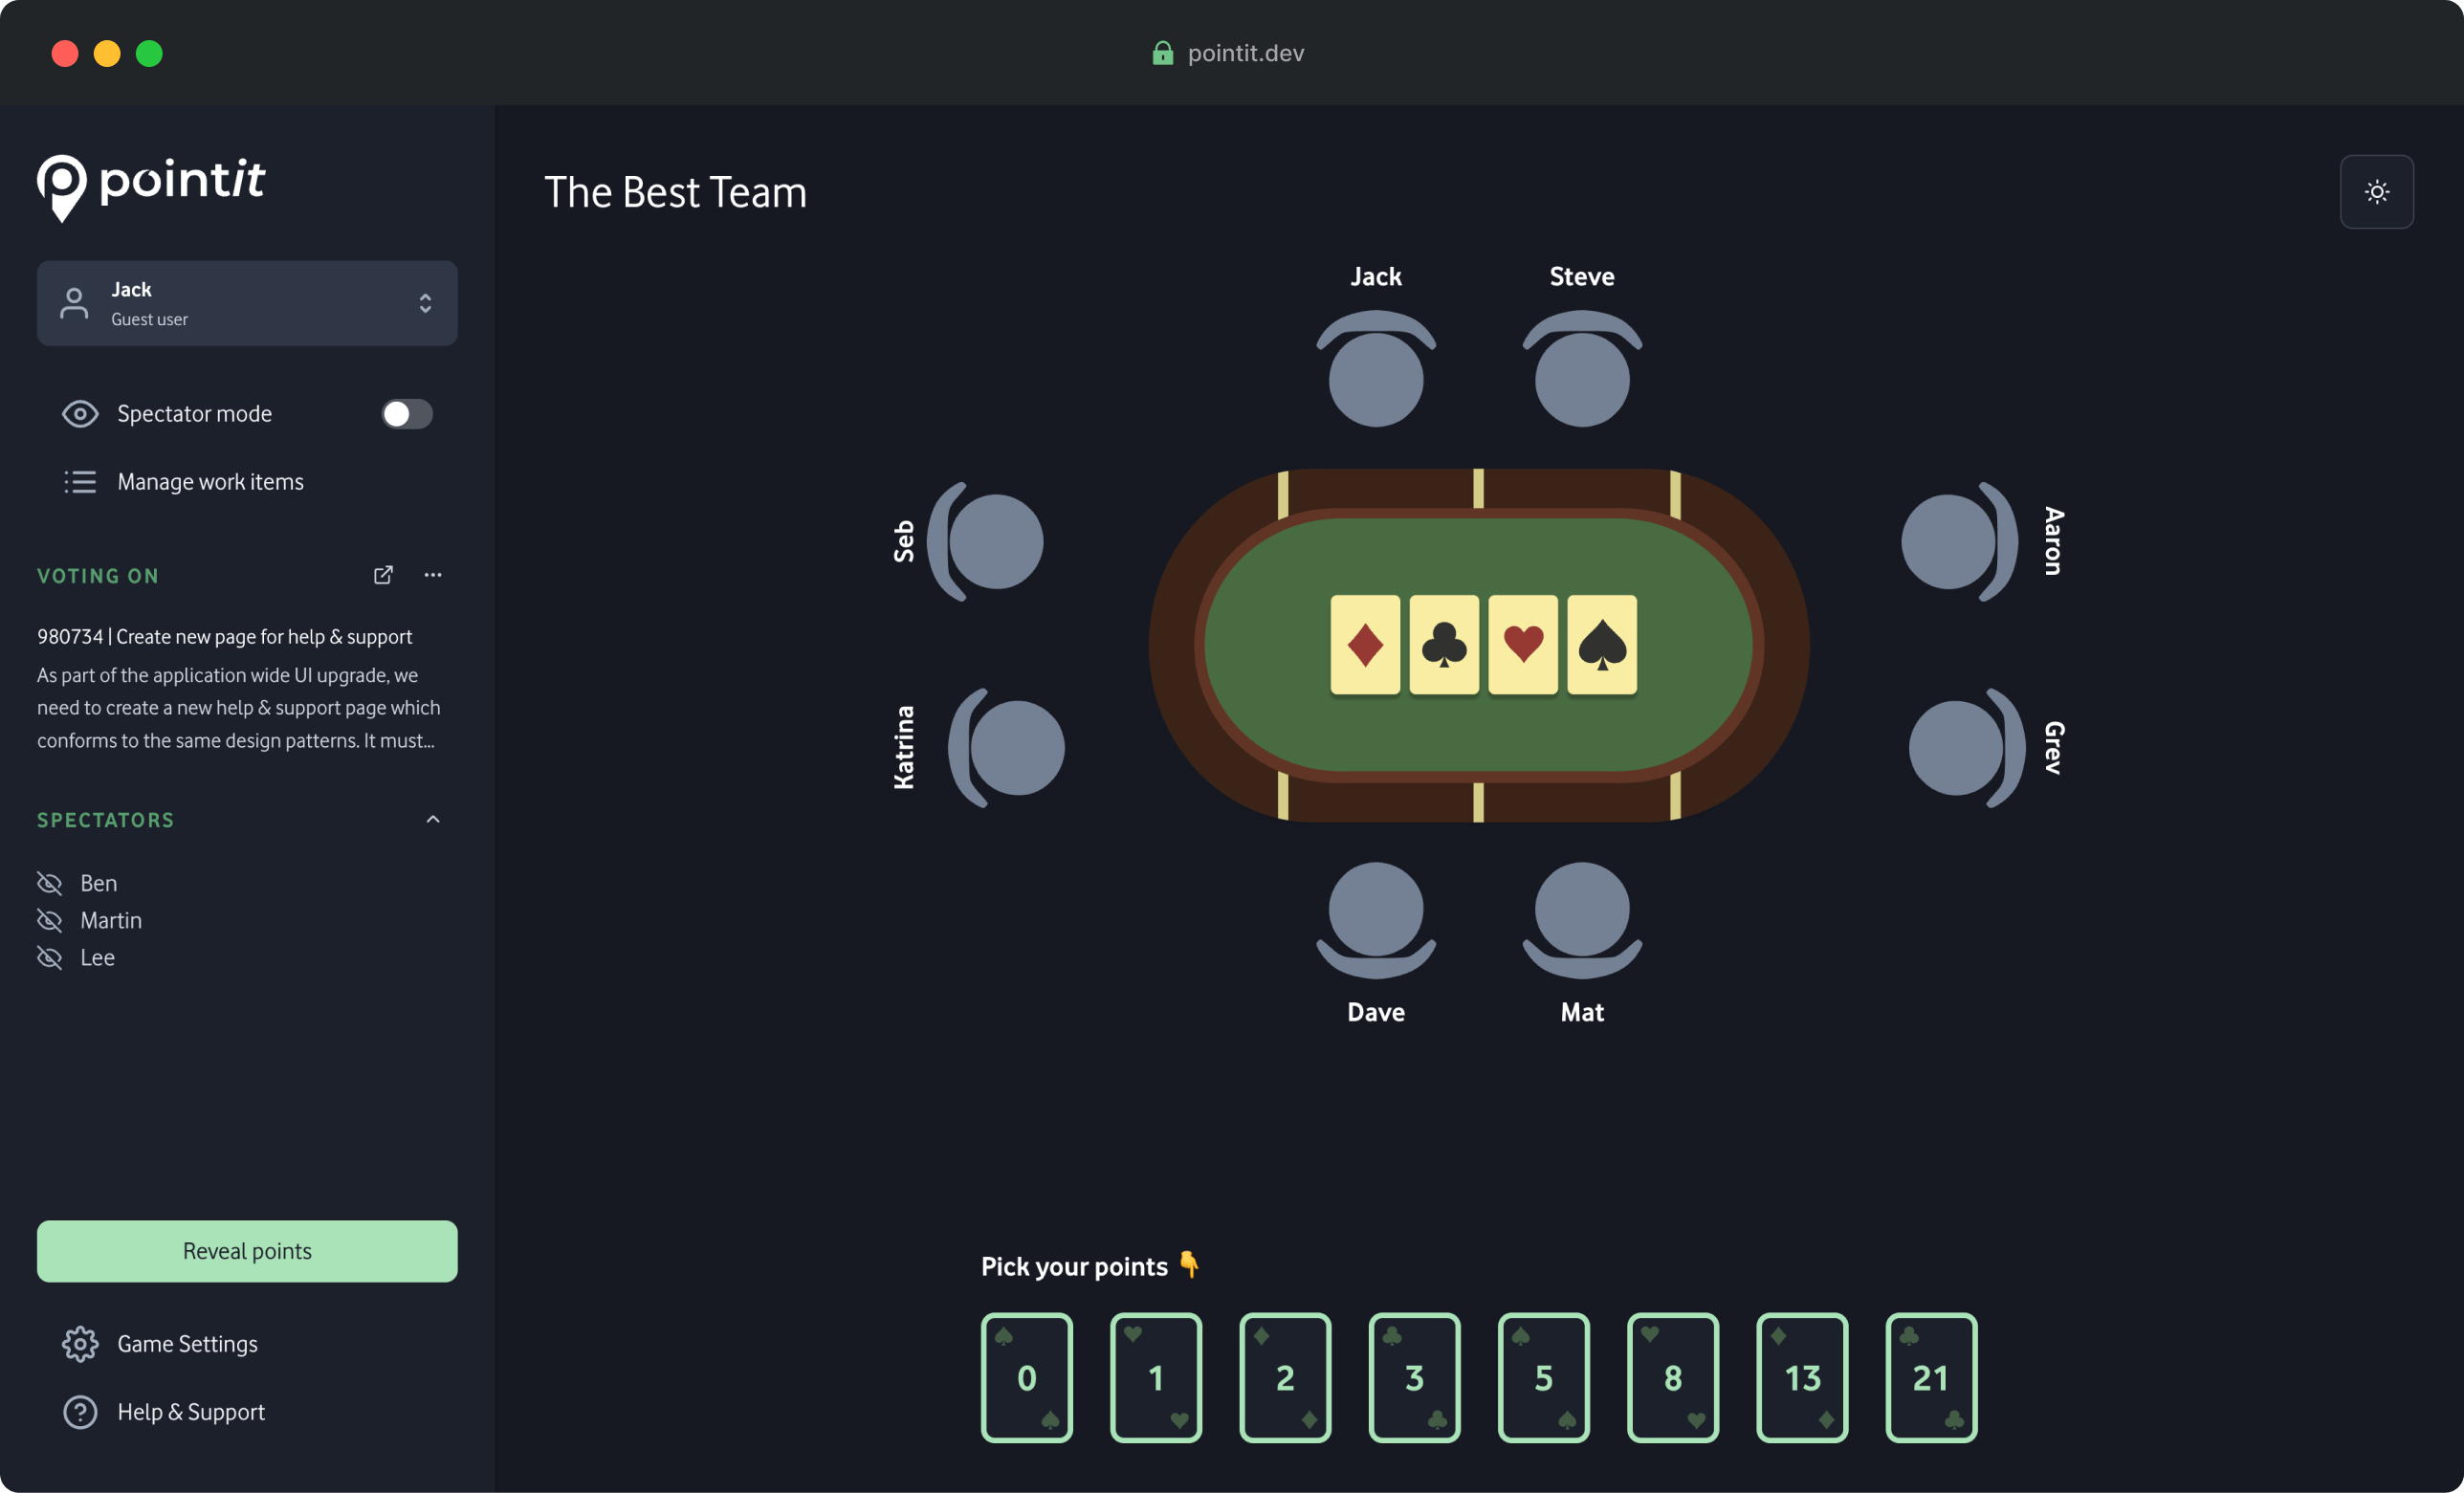 pointit.dev
pointit
Jack
Guest user
Spectator mode
Manage work items
VOTING ON
980734 | Create new page for help & support
As part of the application wide UI upgrade, we
need to create a new help & support page which
conforms to the same design patterns. It must...
SPECTATORS
Ben
Martin
Lee
Reveal points
Game Settings
Help & Support
The Best Team
Jack
Steve
Seb
Aaron
Katrina
Grev
Dave
Mat
Pick your points 👇
0
1
2
3
5
8
13
21